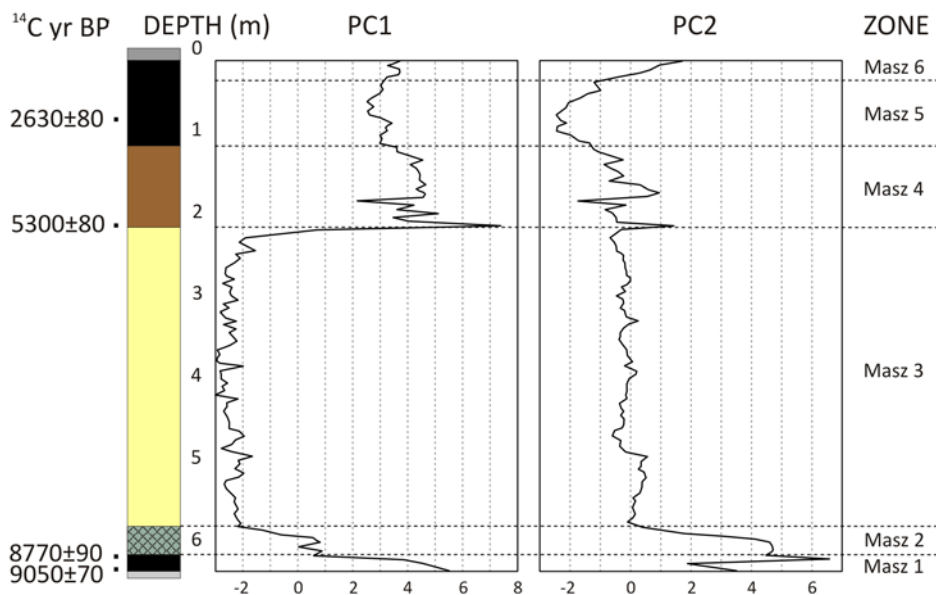 ¹⁴C yr BP DEPTH (m) PC1 PC2 ZONE
0
Masz 6
2630±80 Masz 5
1
Masz 4
2
5300±80
3
Masz 3
4
5
6 Masz 2
8770±90
Masz 1
9050±70
-2 0 2 4 6 8 -2 0 2 4 6